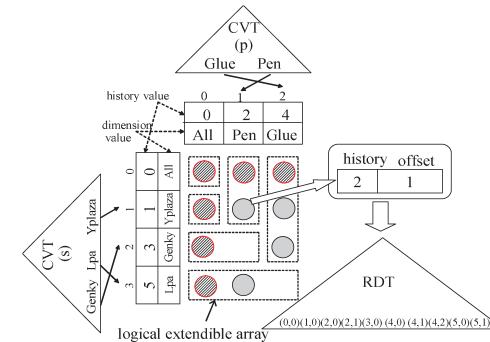 CVT
(p)
Glue Pen
history value
0 1 2
0 2 4
dimension
value
All Pen Glue
0 0 All
1 1 Yplaza
2 3 Genky
3 5 Lpa
CVT
(s)
Genky Lpa Yplaza
history offset
2 1
RDT
(0,0)(1,0)(2,0)(2,1)(3,0) (4,0) (4,1)(4,2)(5,0)(5,1)
logical extendible array